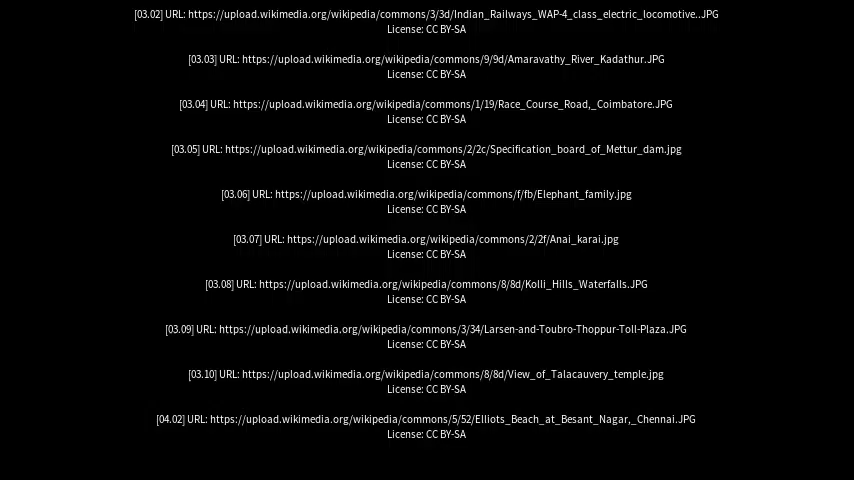 [03.02] URL: https://upload.wikimedia.org/wikipedia/commons/3/3d/Indian_Railways_WAP-4_class_electric_locomotive..JPG
License: CC BY-SA
[03.03] URL: https://upload.wikimedia.org/wikipedia/commons/9/9d/Amaravathy_River_Kadathur.JPG
License: CC BY-SA
[03.04] URL: https://upload.wikimedia.org/wikipedia/commons/1/19/Race_Course_Road,_Coimbatore.JPG
License: CC BY-SA
[03.05] URL: https://upload.wikimedia.org/wikipedia/commons/2/2c/Specification_board_of_Mettur_dam.jpg
License: CC BY-SA
[03.06] URL: https://upload.wikimedia.org/wikipedia/commons/f/fb/Elephant_family.jpg
License: CC BY-SA
[03.07] URL: https://upload.wikimedia.org/wikipedia/commons/2/2f/Anai_karai.jpg
License: CC BY-SA
[03.08] URL: https://upload.wikimedia.org/wikipedia/commons/8/8d/Kolli_Hills_Waterfalls.JPG
License: CC BY-SA
[03.09] URL: https://upload.wikimedia.org/wikipedia/commons/3/34/Larsen-and-Toubro-Thoppur-Toll-Plaza.JPG
License: CC BY-SA
[03.10] URL: https://upload.wikimedia.org/wikipedia/commons/8/8d/View_of_Talacauvery_temple.jpg
License: CC BY-SA
[04.02] URL: https://upload.wikimedia.org/wikipedia/commons/5/52/Elliots_Beach_at_Besant_Nagar,_Chennai.JPG
License: CC BY-SA